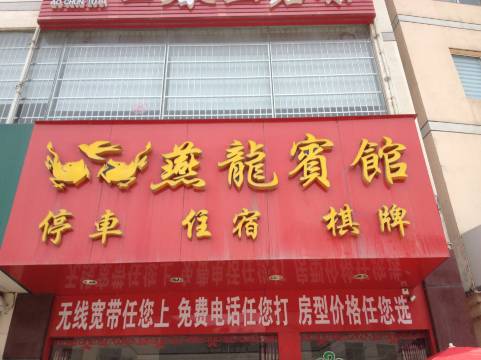 燕龍賓館
停車 住宿 棋牌
无线宽带任您上 免费电话任您打 房型价格任您选